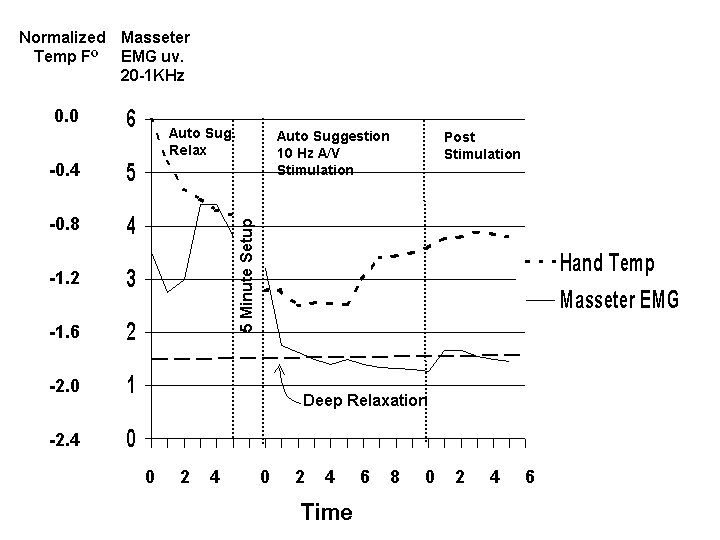 Normalized
Temp Fº
Masseter
EMG uv.
20-1KHz
0.0
-0.4
-0.8
-1.2
-1.6
-2.0
-2.4
6
5
4
3
2
1
0
Auto Sug
Relax
5 Minute Setup
Auto Suggestion
10 Hz A/V
Stimulation
Post
Stimulation
Deep Relaxation
Hand Temp
Masseter EMG
0 2 4 0 2 4 6 8 0 2 4 6
Time